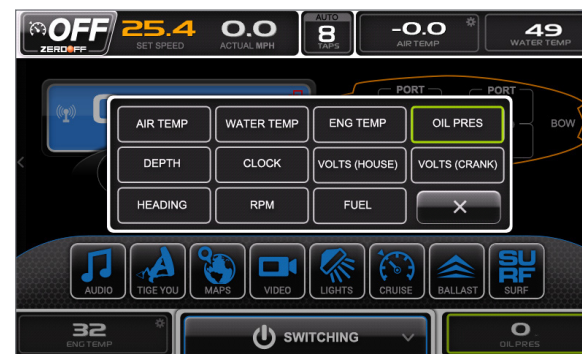 OFF 25.4 0.0 AUTO 8 -0.0 49
ZEROOFF SET SPEED ACTUAL MPH TAPS AIR TEMP WATER TEMP
PORT PORT
AIR TEMP WATER TEMP ENG TEMP OIL PRES
BOW
DEPTH CLOCK VOLTS (HOUSE) VOLTS (CRANK)
HEADING RPM FUEL X
AUDIO TIGE YOU MAPS VIDEO LIGHTS CRUISE BALLAST SURF
SURF
32 SWITCHING 0
ENG TEMP OIL PRES